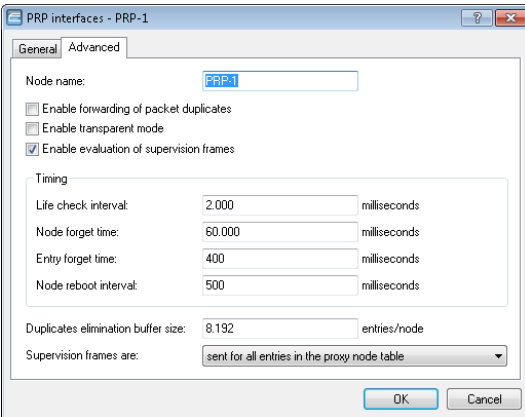 PRP interfaces - PRP-1
General Advanced
Node name: PRP-1
Enable forwarding of packet duplicates
Enable transparent mode
Enable evaluation of supervision frames
Timing
Life check interval: 2.000 milliseconds
Node forget time: 60.000 milliseconds
Entry forget time: 400 milliseconds
Node reboot interval: 500 milliseconds
Duplicates elimination buffer size: 8.192 entries/node
Supervision frames are: sent for all entries in the proxy node table
OK Cancel